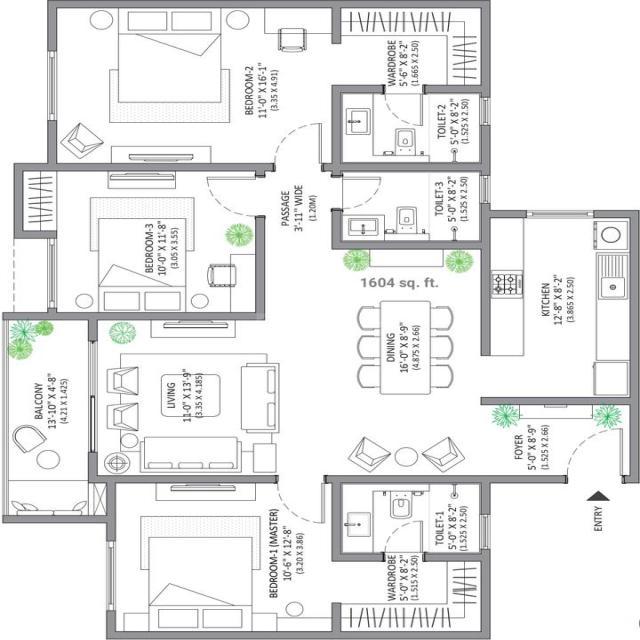 BEDROOM-2
11'-0" X 16'-1"
(3.35 X 4.91)
WARDROBE
5'-6" X 8'-2"
(1.665 X 2.50)
TOILET-2
5'-0" X 8'-2"
(1.525 X 2.50)
BEDROOM-3
10'-0" X 11'-8"
(3.05 X 3.55)
PASSAGE
3'-11" WIDE
(1.20M)
TOILET-3
5'-0" X 8'-2"
(1.525 X 2.50)
1604 sq. ft.
KITCHEN
12'-8" X 8'-2"
(3.865 X 2.50)
BALCONY
13'-10" X 4'-8"
(4.21 X 1.425)
LIVING
11-0" X 13'-9"
(3.35 X 4.185)
DINING
16'-0" X 8'-9"
(4.875 X 2.66)
FOYER
5'-0" X 8'-9"
(1.525 X 2.66)
ENTRY
BEDROOM-1 (MASTER)
10'-6" X 12'-8"
(3.20 X 3.86)
WARDROBE
5'-0" X 8'-2"
(1.515 X 2.50)
TOILET-1
5'-0" X 8'-2"
(1.525 X 2.50)